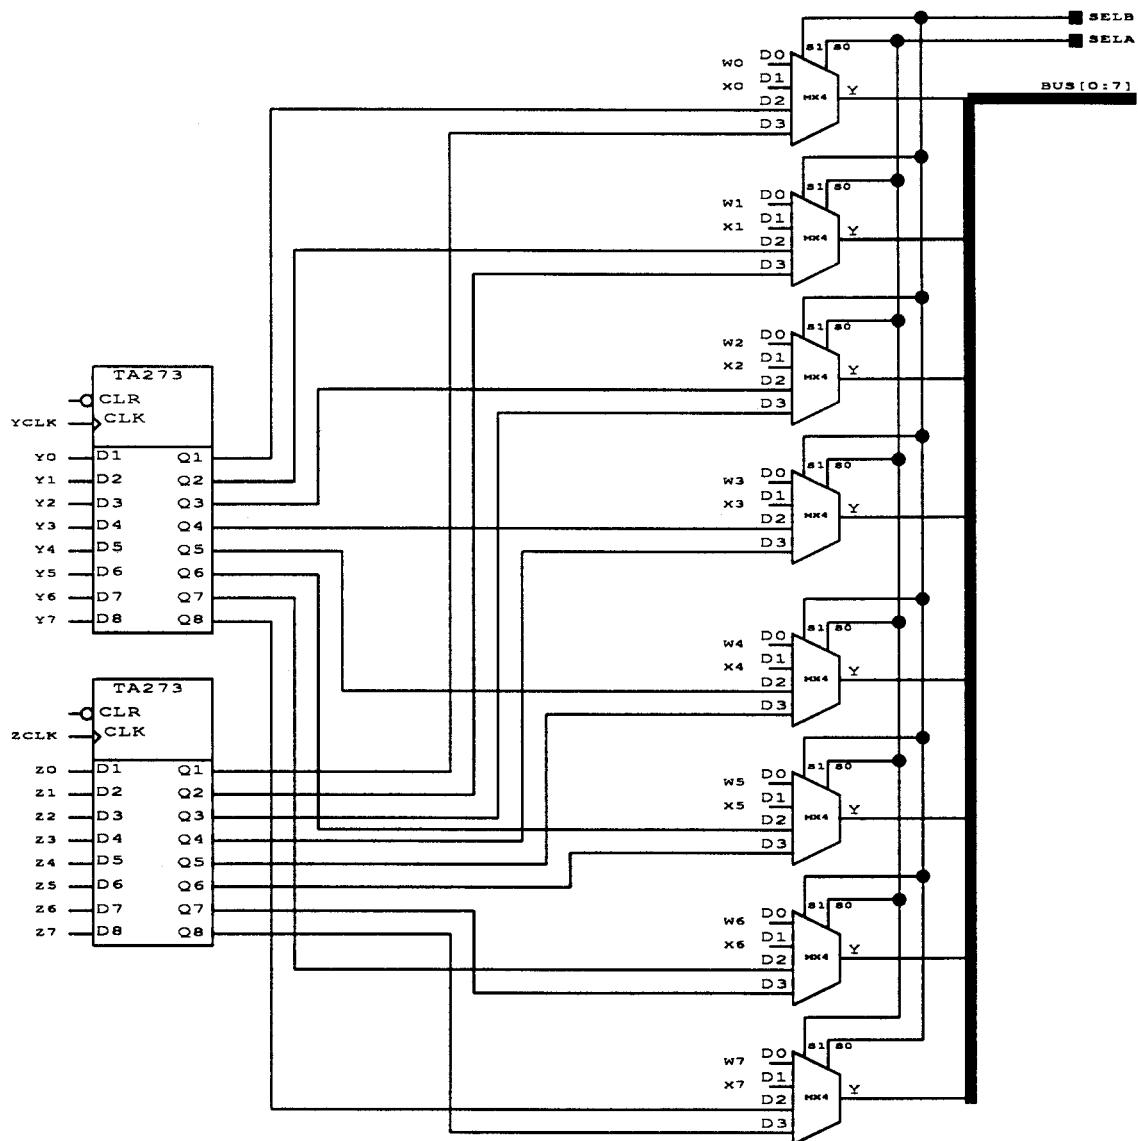 SELB
SELA
BUS[0:7]
S1 S0
W0 D0
X0 D1
D2
D3
MX4
Y
S1 S0
W1 D0
X1 D1
D2
D3
MX4
Y
S1 S0
W2 D0
X2 D1
D2
D3
MX4
Y
S1 S0
W3 D0
X3 D1
D2
D3
MX4
Y
S1 S0
W4 D0
X4 D1
D2
D3
MX4
Y
S1 S0
W5 D0
X5 D1
D2
D3
MX4
Y
S1 S0
W6 D0
X6 D1
D2
D3
MX4
Y
S1 S0
W7 D0
X7 D1
D2
D3
MX4
Y
TA273
CLR
YCLK CLK
Y0 D1 Q1
Y1 D2 Q2
Y2 D3 Q3
Y3 D4 Q4
Y4 D5 Q5
Y5 D6 Q6
Y6 D7 Q7
Y7 D8 Q8
TA273
CLR
ZCLK CLK
Z0 D1 Q1
Z1 D2 Q2
Z2 D3 Q3
Z3 D4 Q4
Z4 D5 Q5
Z5 D6 Q6
Z6 D7 Q7
Z7 D8 Q8